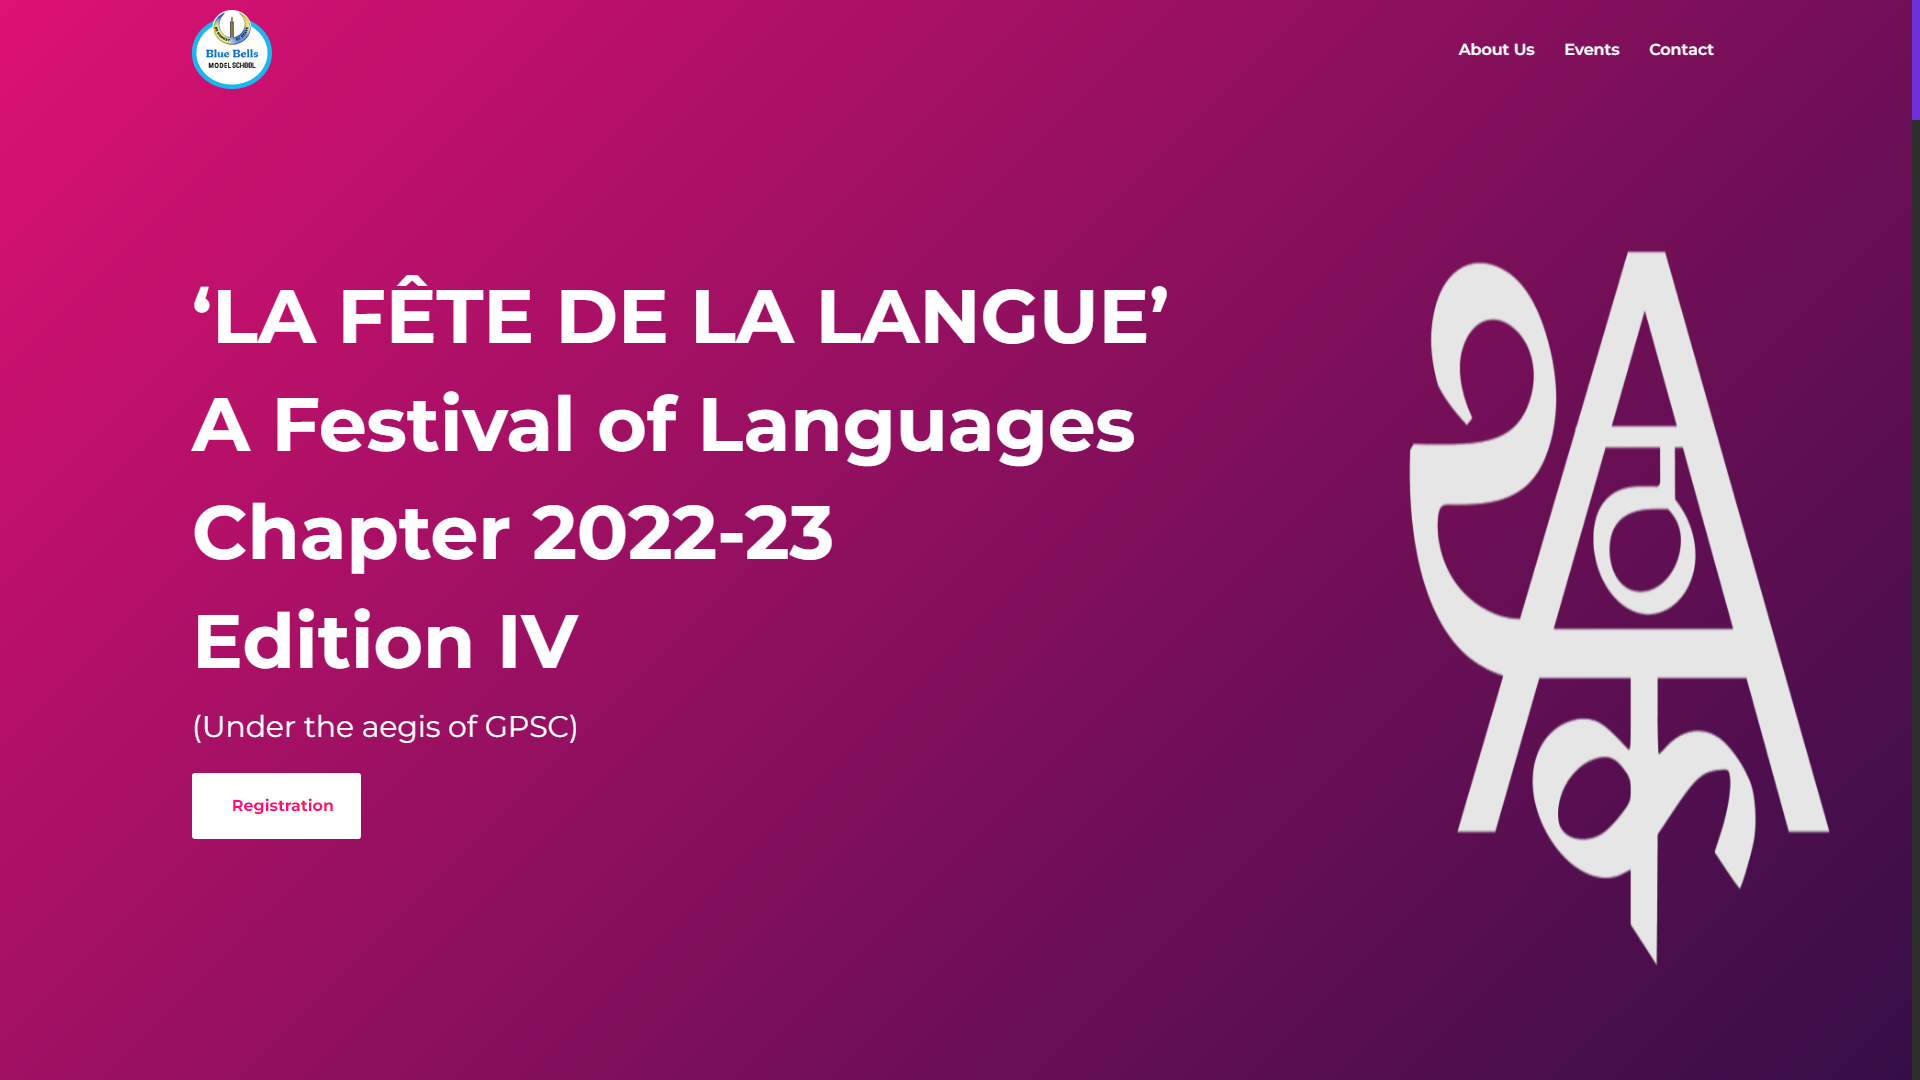 Blue Bells
MODEL SCHOOL
About Us
Events
Contact
‘LA FÊTE DE LA LANGUE’
A Festival of Languages
Chapter 2022-23
Edition IV
(Under the aegis of GPSC)
Registration